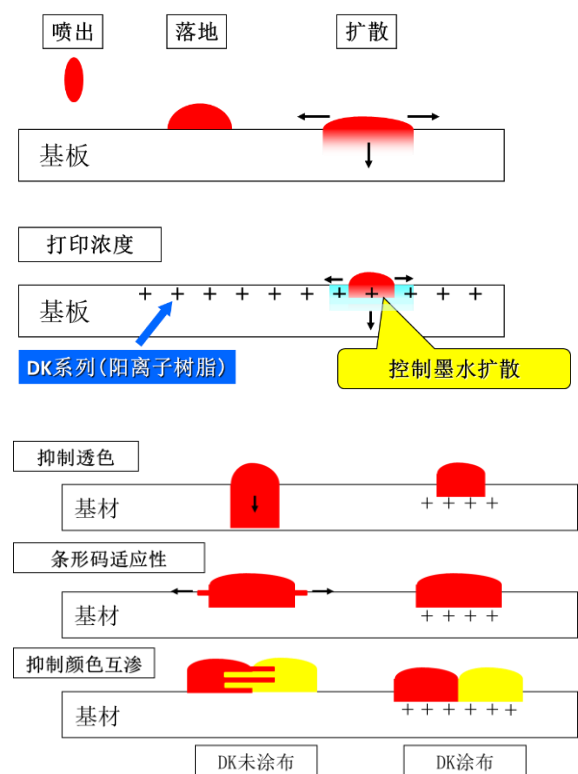 喷出
落地
扩散
基板
打印浓度
基板
+ + + + + + + + + + +
DK系列(阳离子树脂)
控制墨水扩散
抑制透色
基材
+ + + +
条形码适应性
基材
+ + + +
抑制颜色互渗
基材
+ + + + + +
DK未涂布
DK涂布